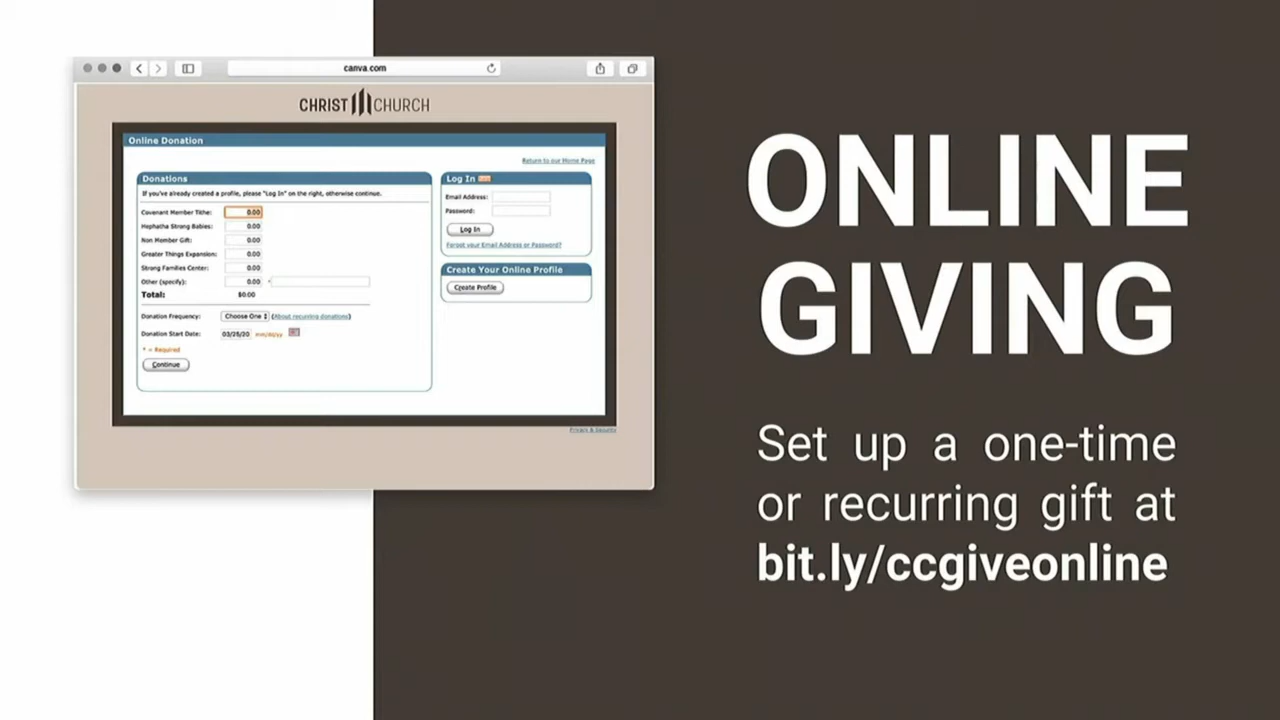 canva.com
CHRIST CHURCH
Online Donation
Return to our Home Page
Donations
If you've already created a profile, please "Log In" on the right, otherwise continue.
Covenant Member Tithe: 0.00
Hephatha Strong Babies: 0.00
Non Member Gift: 0.00
Greater Things Expansion: 0.00
Strong Families Center: 0.00
Other (specify): 0.00 *
Total: $0.00
Donation Frequency: Choose One (About recurring donations)
Donation Start Date: 03/25/20 mm/dd/yy
* = Required
Continue
Log In
Email Address:
Password:
Log In
Forgot your Email Address or Password?
Create Your Online Profile
Create Profile
Privacy & Security
ONLINE
GIVING
Set up a one-time
or recurring gift at
bit.ly/ccgiveonline